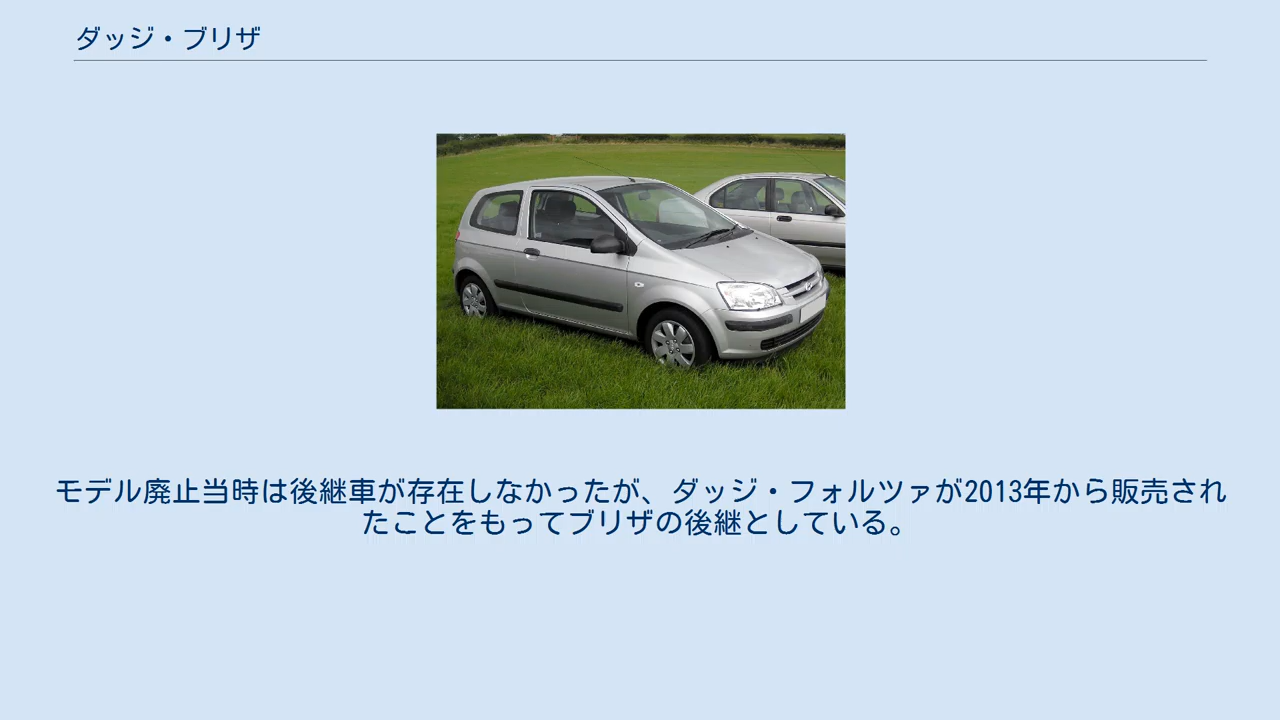 ダッジ・ブリザ
モデル廃止当時は後継車が存在しなかったが、ダッジ・フォルツァが2013年から販売され
たことをもってブリザの後継としている。